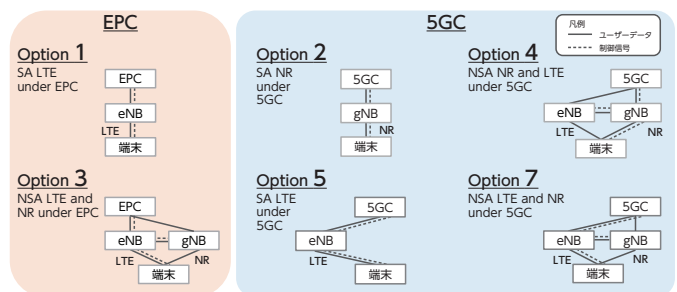 EPC
Option 1
SA LTE
under EPC
EPC
eNB
LTE
端末
Option 3
NSA LTE and
NR under EPC
EPC
eNB
gNB
LTE
NR
端末
5GC
凡例
ユーザーデータ
制御信号
Option 2
SA NR
under
5GC
5GC
gNB
NR
端末
Option 4
NSA NR and LTE
under 5GC
5GC
eNB
gNB
LTE
NR
端末
Option 5
SA LTE
under
5GC
5GC
eNB
LTE
端末
Option 7
NSA LTE and NR
under 5GC
5GC
eNB
gNB
LTE
NR
端末